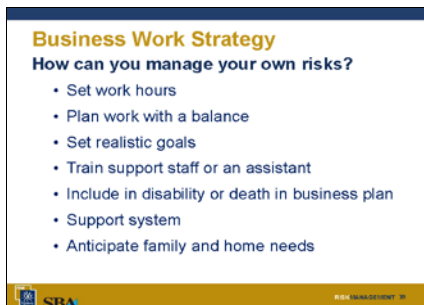 Business Work Strategy
How can you manage your own risks?
• Set work hours
• Plan work with a balance
• Set realistic goals
• Train support staff or an assistant
• Include in disability or death in business plan
• Support system
• Anticipate family and home needs
SBA
RISK MANAGEMENT